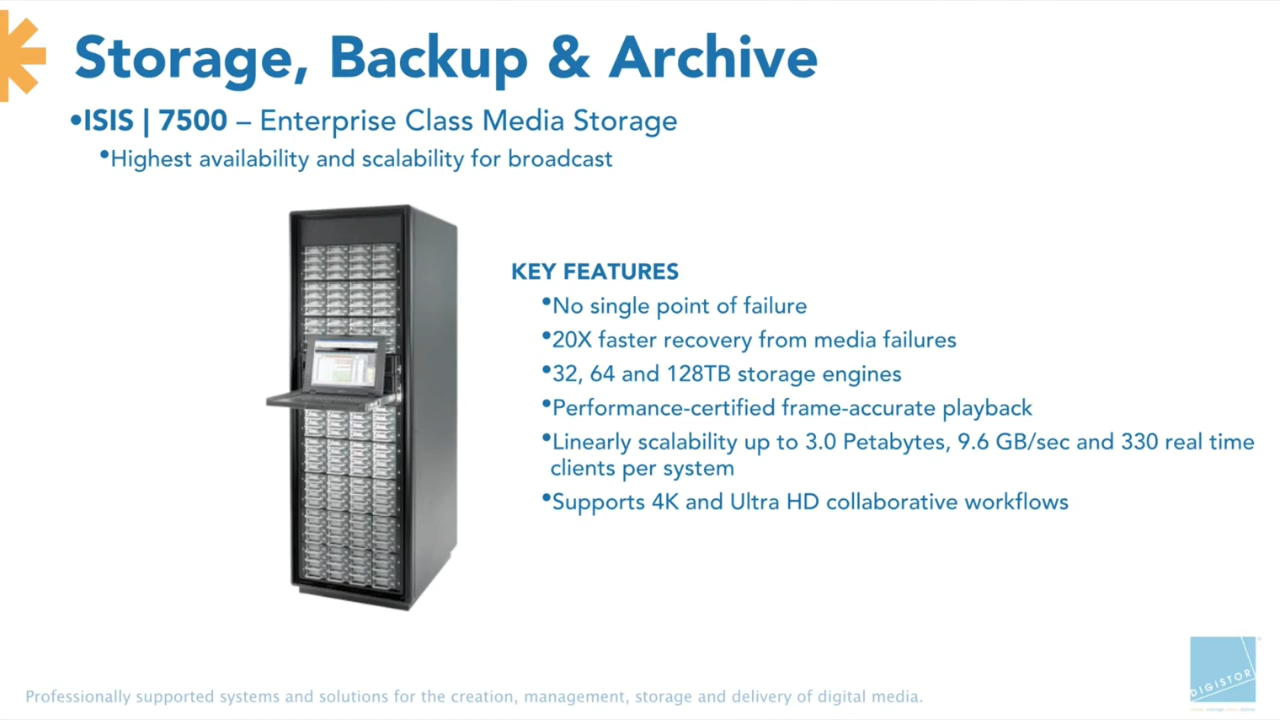 Storage, Backup & Archive
•ISIS | 7500 – Enterprise Class Media Storage
•Highest availability and scalability for broadcast
KEY FEATURES
•No single point of failure
•20X faster recovery from media failures
•32, 64 and 128TB storage engines
•Performance-certified frame-accurate playback
•Linearly scalability up to 3.0 Petabytes, 9.6 GB/sec and 330 real time
clients per system
•Supports 4K and Ultra HD collaborative workflows
DIGISTOR
Professionally supported systems and solutions for the creation, management, storage and delivery of digital media.